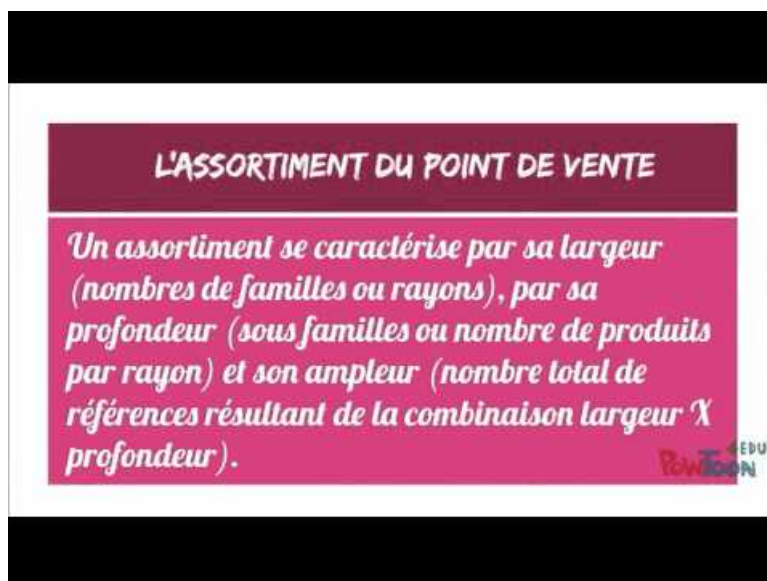 L'ASSORTIMENT DU POINT DE VENTE
Un assortiment se caractérise par sa largeur
(nombres de familles ou rayons), par sa
profondeur (sous familles ou nombre de produits
par rayon) et son ampleur (nombre total de
références résultant de la combinaison largeur X
profondeur).
4EDU
POWTOON